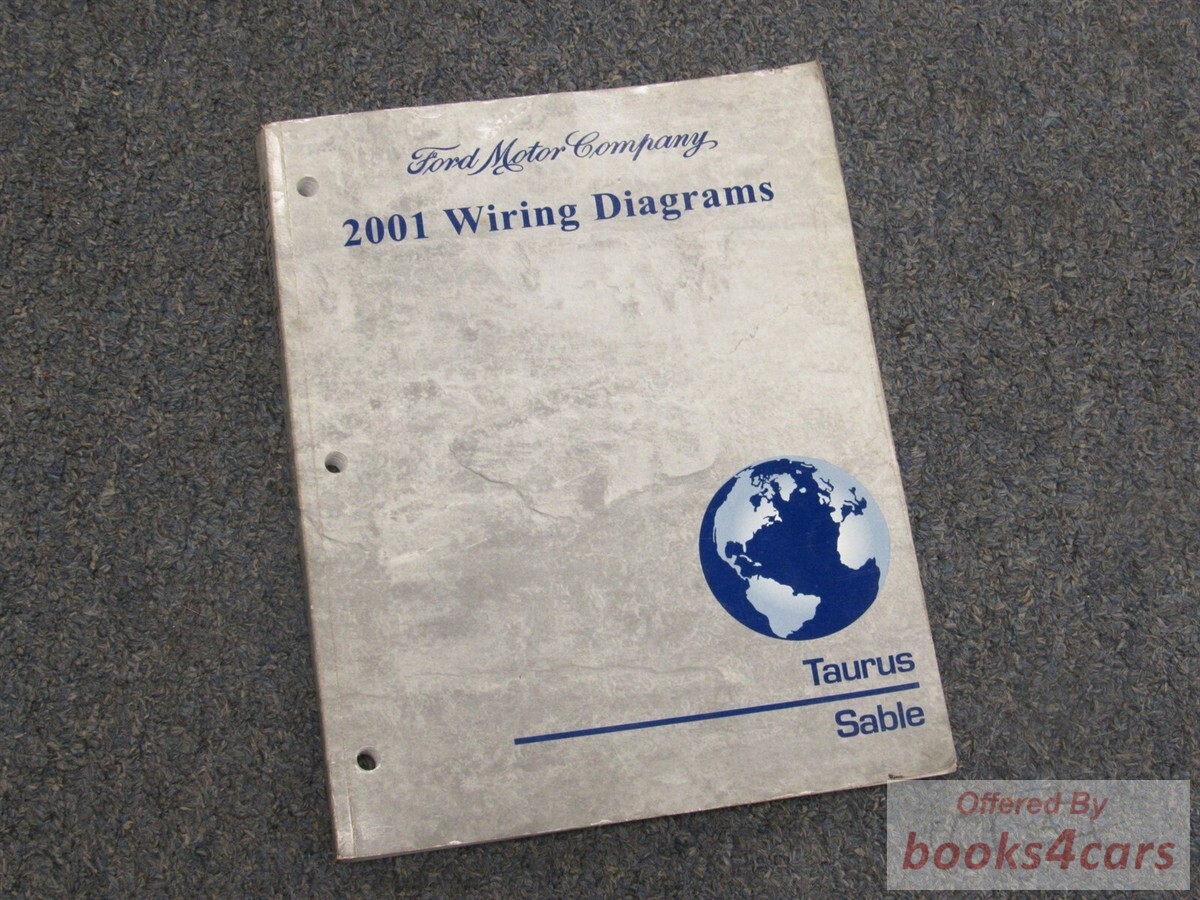 Ford Motor Company
2001 Wiring Diagrams
Taurus
Sable
Offered By
books4cars